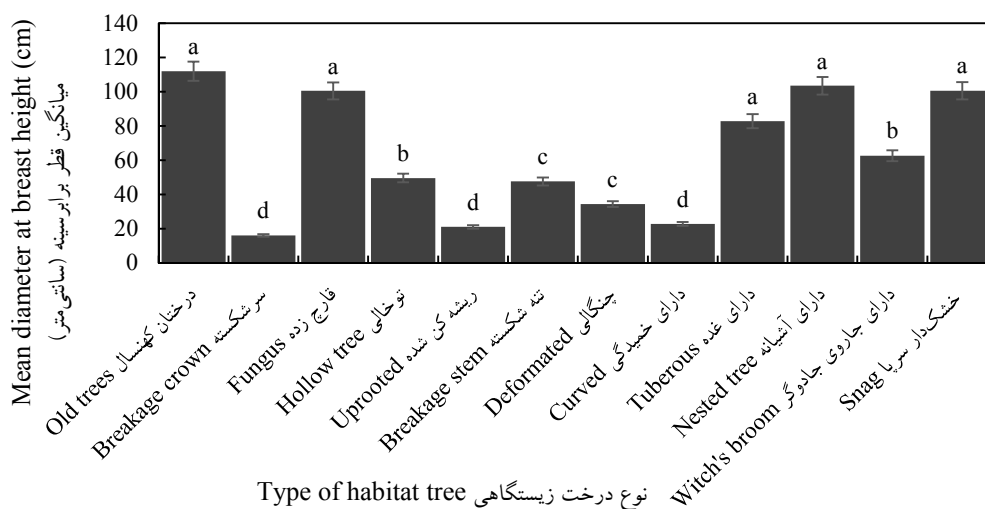 Mean diameter at breast height (cm)
میانگین قطر برابرسینه (سانتی‌متر)
140
120
100
80
60
40
20
0
a
d
a
b
d
c
c
d
a
a
b
a
درختان کهنسال Old trees
سرشکسته Breakage crown
قارچ زده Fungus
توخالی Hollow tree
ریشه کن شده Uprooted
تنه شکسته Breakage stem
چنگالی Deformated
دارای خمیدگی Curved
دارای غده Tuberous
دارای آشیانه Nested tree
دارای جاروی جادوگر Witch's broom
خشک‌دار سرپا Snag
نوع درخت زیستگاهی Type of habitat tree